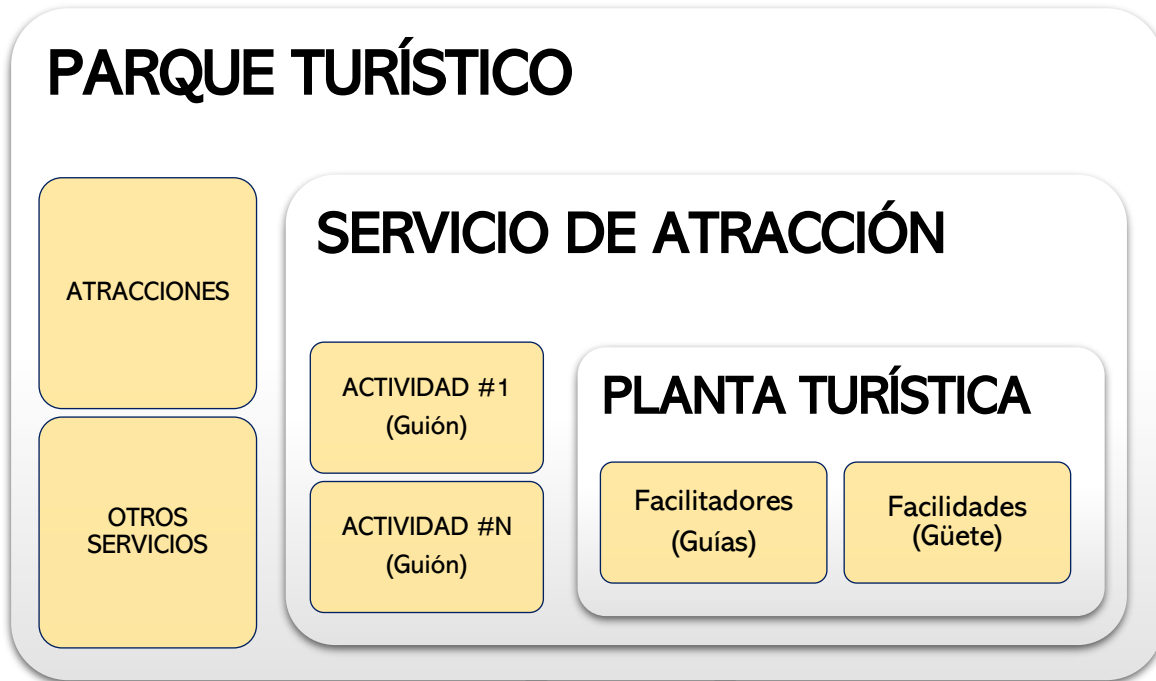 PARQUE TURÍSTICO
ATRACCIONES
OTROS
SERVICIOS
SERVICIO DE ATRACCIÓN
ACTIVIDAD #1
(Guión)
ACTIVIDAD #N
(Guión)
PLANTA TURÍSTICA
Facilitadores
(Guías)
Facilidades
(Güete)